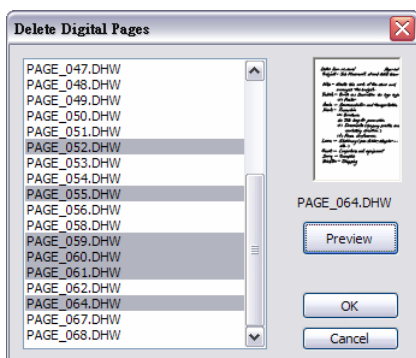 Delete Digital Pages
PAGE_047.DHW
PAGE_048.DHW
PAGE_049.DHW
PAGE_050.DHW
PAGE_051.DHW
PAGE_052.DHW
PAGE_053.DHW
PAGE_054.DHW
PAGE_055.DHW
PAGE_056.DHW
PAGE_058.DHW
PAGE_059.DHW
PAGE_060.DHW
PAGE_061.DHW
PAGE_062.DHW
PAGE_064.DHW
PAGE_067.DHW
PAGE_068.DHW
PAGE_064.DHW
Preview
OK
Cancel